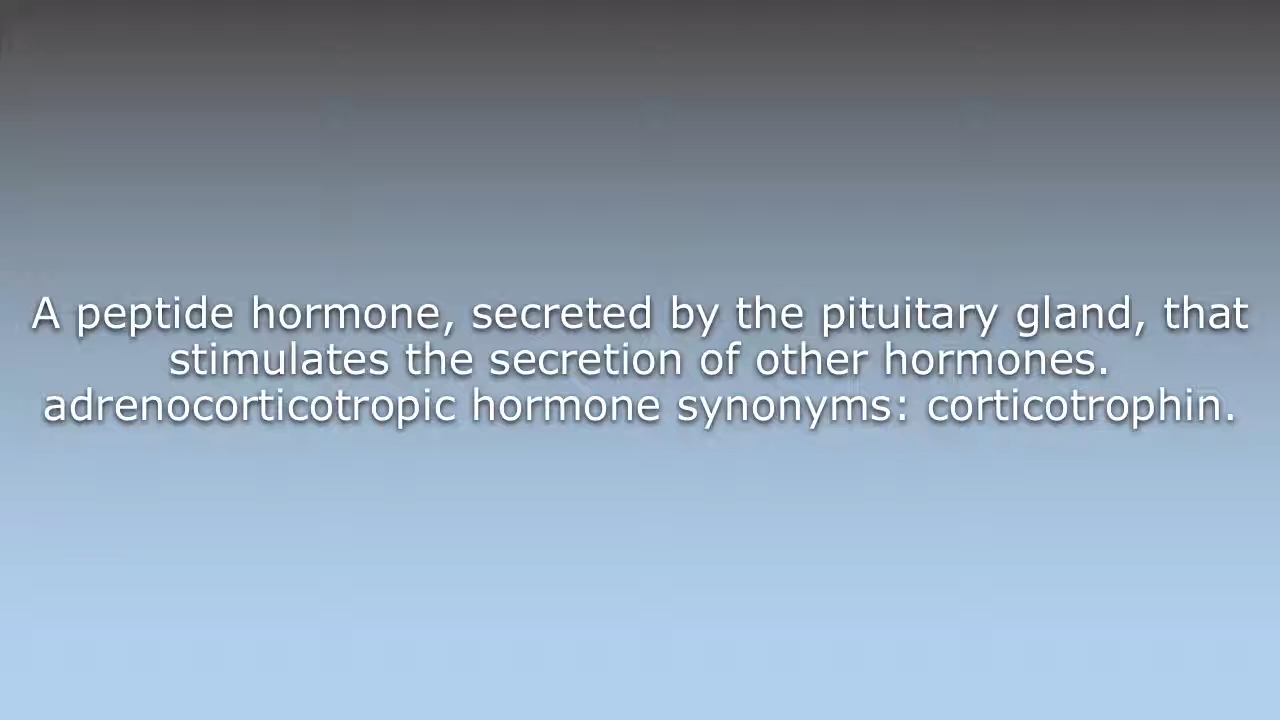 A peptide hormone, secreted by the pituitary gland, that
stimulates the secretion of other hormones.
adrenocorticotropic hormone synonyms: corticotrophin.